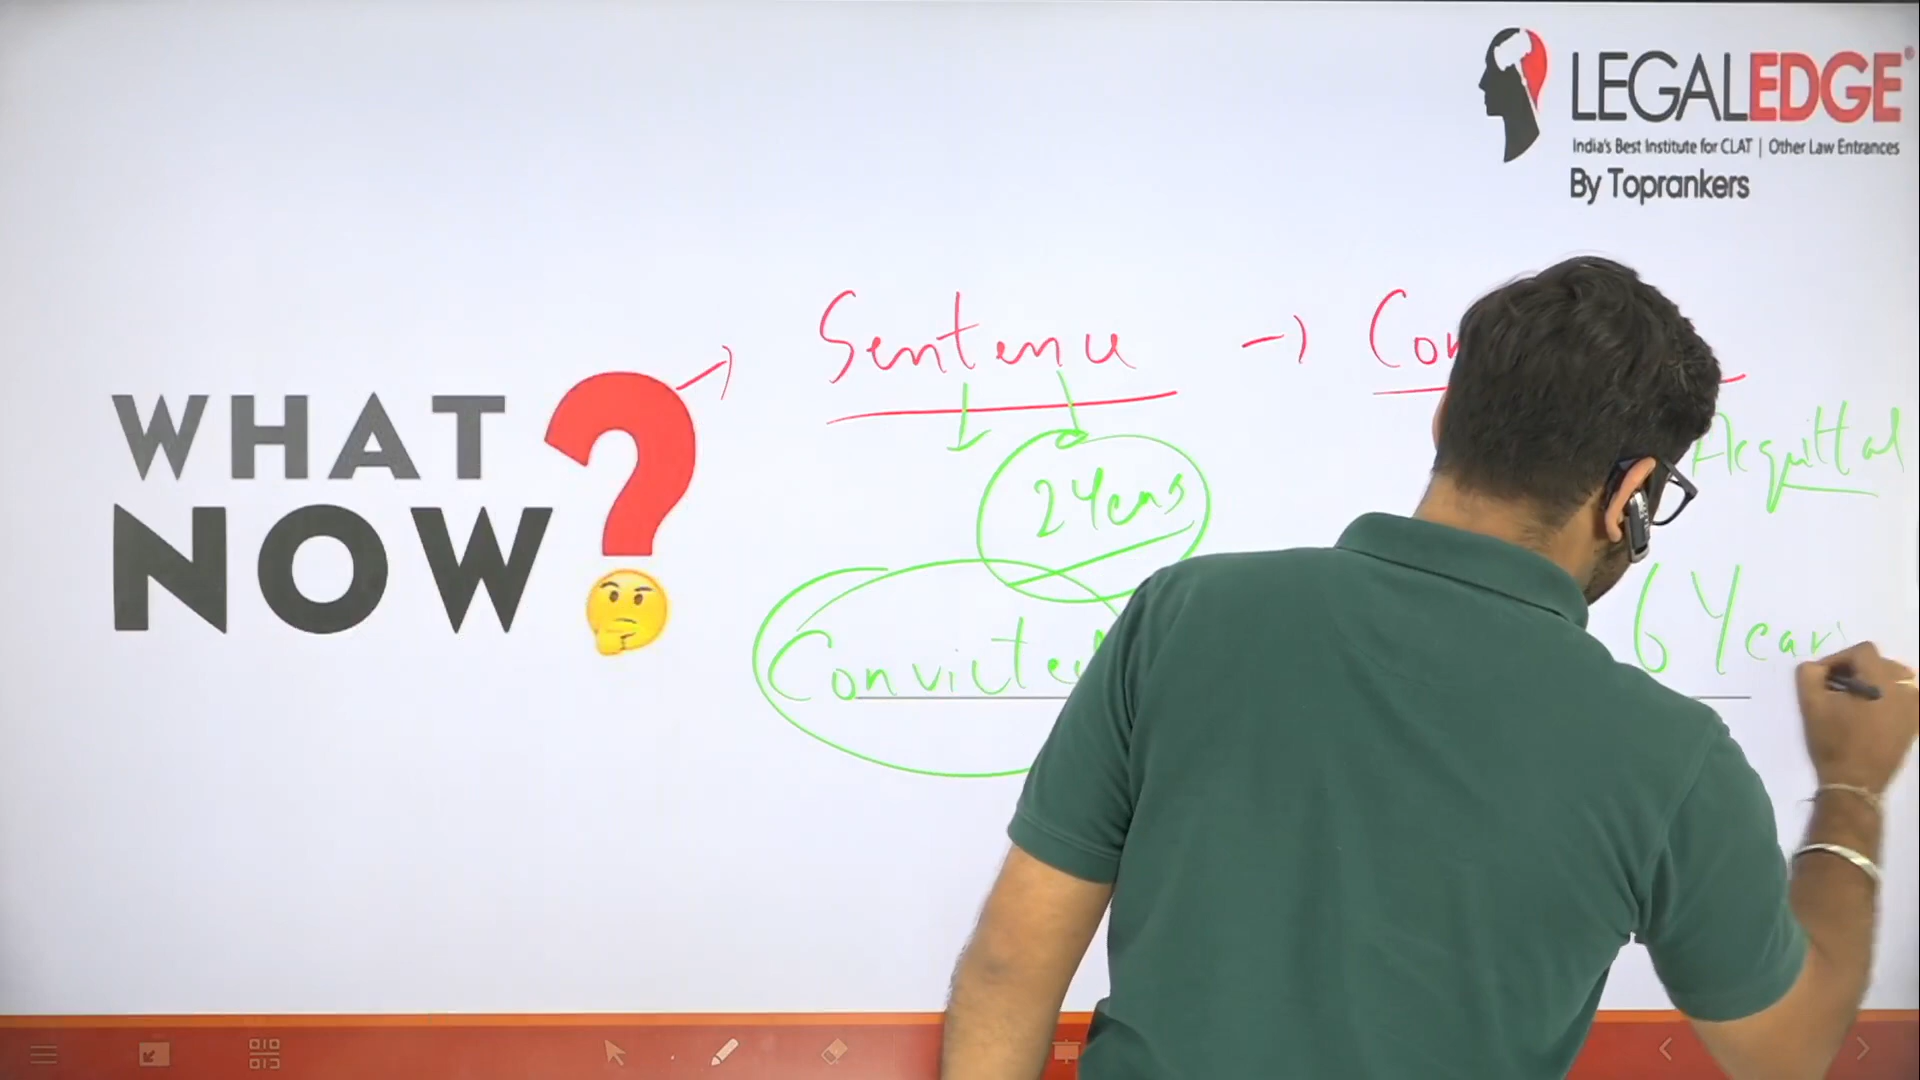 LEGALEDGE®
India's Best Institute for CLAT | Other Law Entrances
By Toprankers
Sentence → Con
Acquittal
WHAT
NOW?
2 Years
Convicted
6 Years